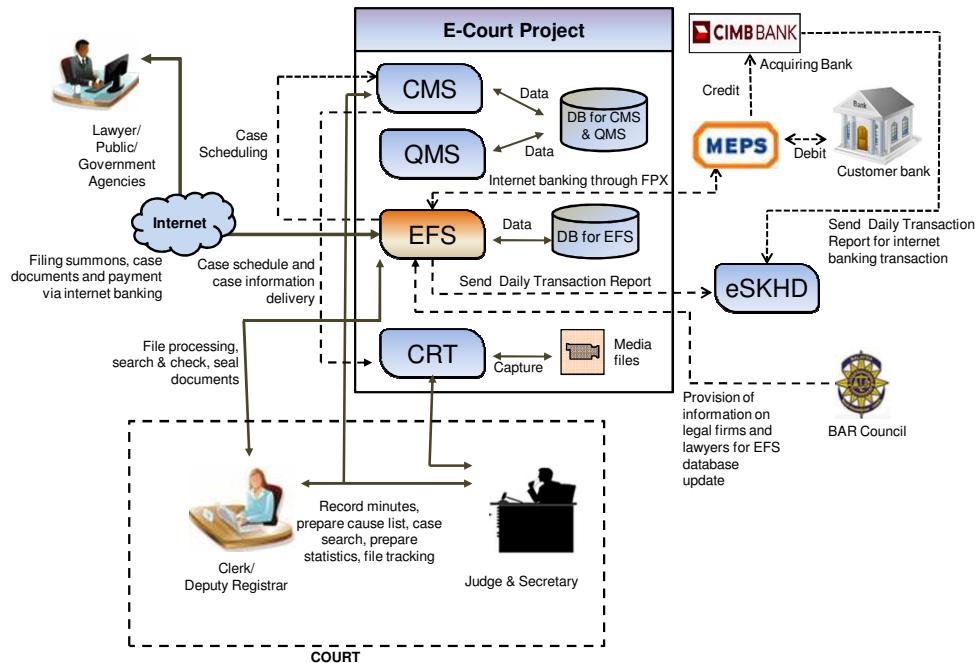 E-Court Project
CIMB BANK
Acquiring Bank
CMS
Data
DB for CMS
& QMS
Credit
Bank
Lawyer/
Public/
Government
Agencies
Case
Scheduling
QMS
Data
MEPS
Debit
Customer bank
Internet banking through FPX
Internet
EFS
Data
DB for EFS
Send Daily Transaction
Report for internet
banking transaction
Filing summons, case
documents and payment
via internet banking
Case schedule and
case information
delivery
Send Daily Transaction Report
eSKHD
File processing,
search & check, seal
documents
CRT
Capture
Media
files
Provision of
information on
legal firms and
lawyers for EFS
database
update
BAR Council
Record minutes,
prepare cause list, case
search, prepare
statistics, file tracking
Clerk/
Deputy Registrar
Judge & Secretary
COURT